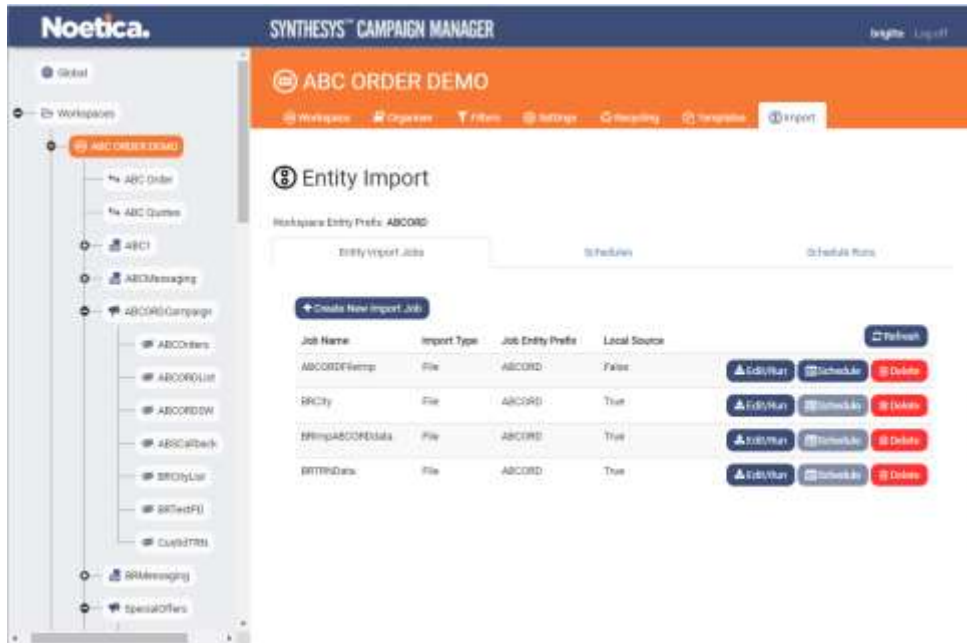 Noetica.
SYNTHESYS™ CAMPAIGN MANAGER
brigitte Log off
Global
Workspaces
ABC ORDER DEMO
ABC Order
ABC Quotes
ABC1
ABCMessaging
ABCORDCampaign
ABCOrders
ABCORDList
ABCORDSW
ABSCallback
BRCityList
BRTestFU
CustIdTRN
BRMessaging
SpecialOffers
ABC ORDER DEMO
Workspace Organiser Filters Settings Recycling Templates Import
Entity Import
Workspace Entity Prefix ABCORD
Entity Import Jobs Schedules Schedule Runs
Create New Import Job
Refresh
Job Name Import Type Job Entity Prefix Local Source
File ABCORD False Edit/Run Schedule Delete
BRCity File ABCORD True Edit/Run Schedule Delete
BRImpABCORDdata File ABCORD True Edit/Run Schedule Delete
BRTRNData File ABCORD True Edit/Run Schedule Delete